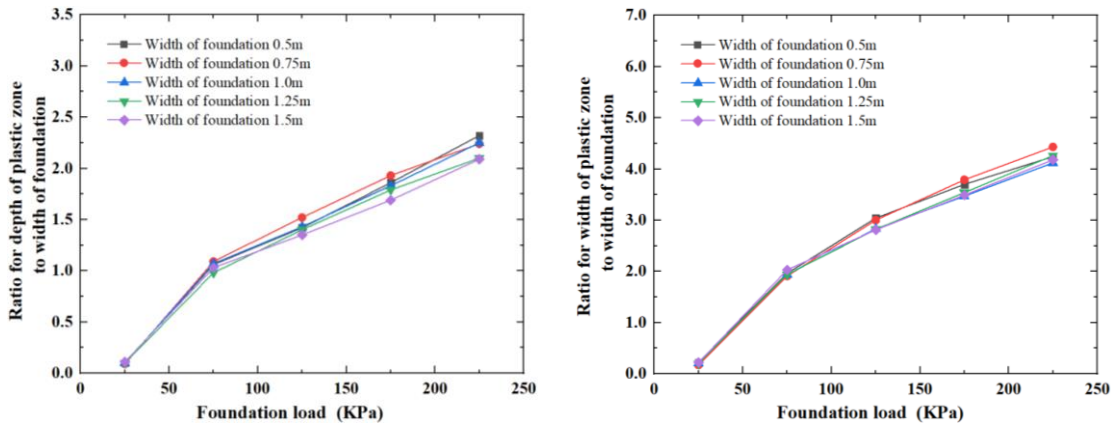 3.5
3.0
2.5
2.0
1.5
1.0
0.5
0.0
Ratio for depth of plastic zone
to width of foundation
Width of foundation 0.5m
Width of foundation 0.75m
Width of foundation 1.0m
Width of foundation 1.25m
Width of foundation 1.5m
0 50 100 150 200 250
Foundation load (KPa)
7.0
6.0
5.0
4.0
3.0
2.0
1.0
0.0
Ratio for width of plastic zone
to width of foundation
Width of foundation 0.5m
Width of foundation 0.75m
Width of foundation 1.0m
Width of foundation 1.25m
Width of foundation 1.5m
0 50 100 150 200 250
Foundation load (KPa)